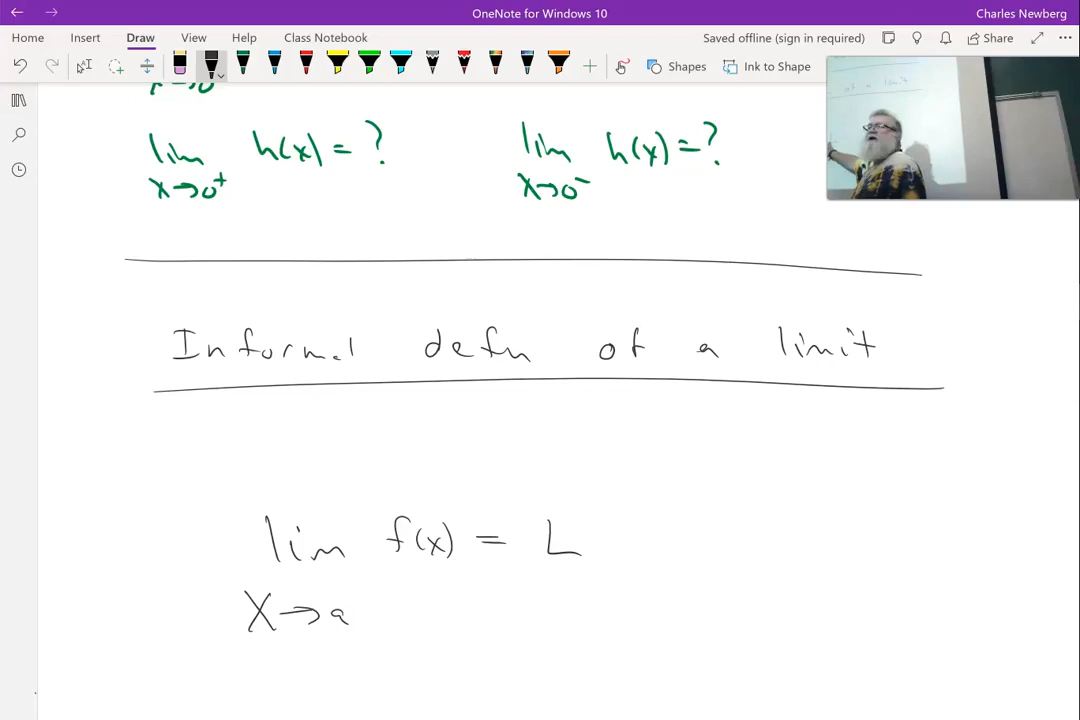 OneNote for Windows 10
Charles Newberg
Home Insert Draw View Help Class Notebook
Saved offline (sign in required)
Share
Shapes
Ink to Shape
x→0
lim h(x) = ? lim h(x) = ?
x→0⁺ x→0⁻
Informal defn of a limit
lim f(x) = L
x→a